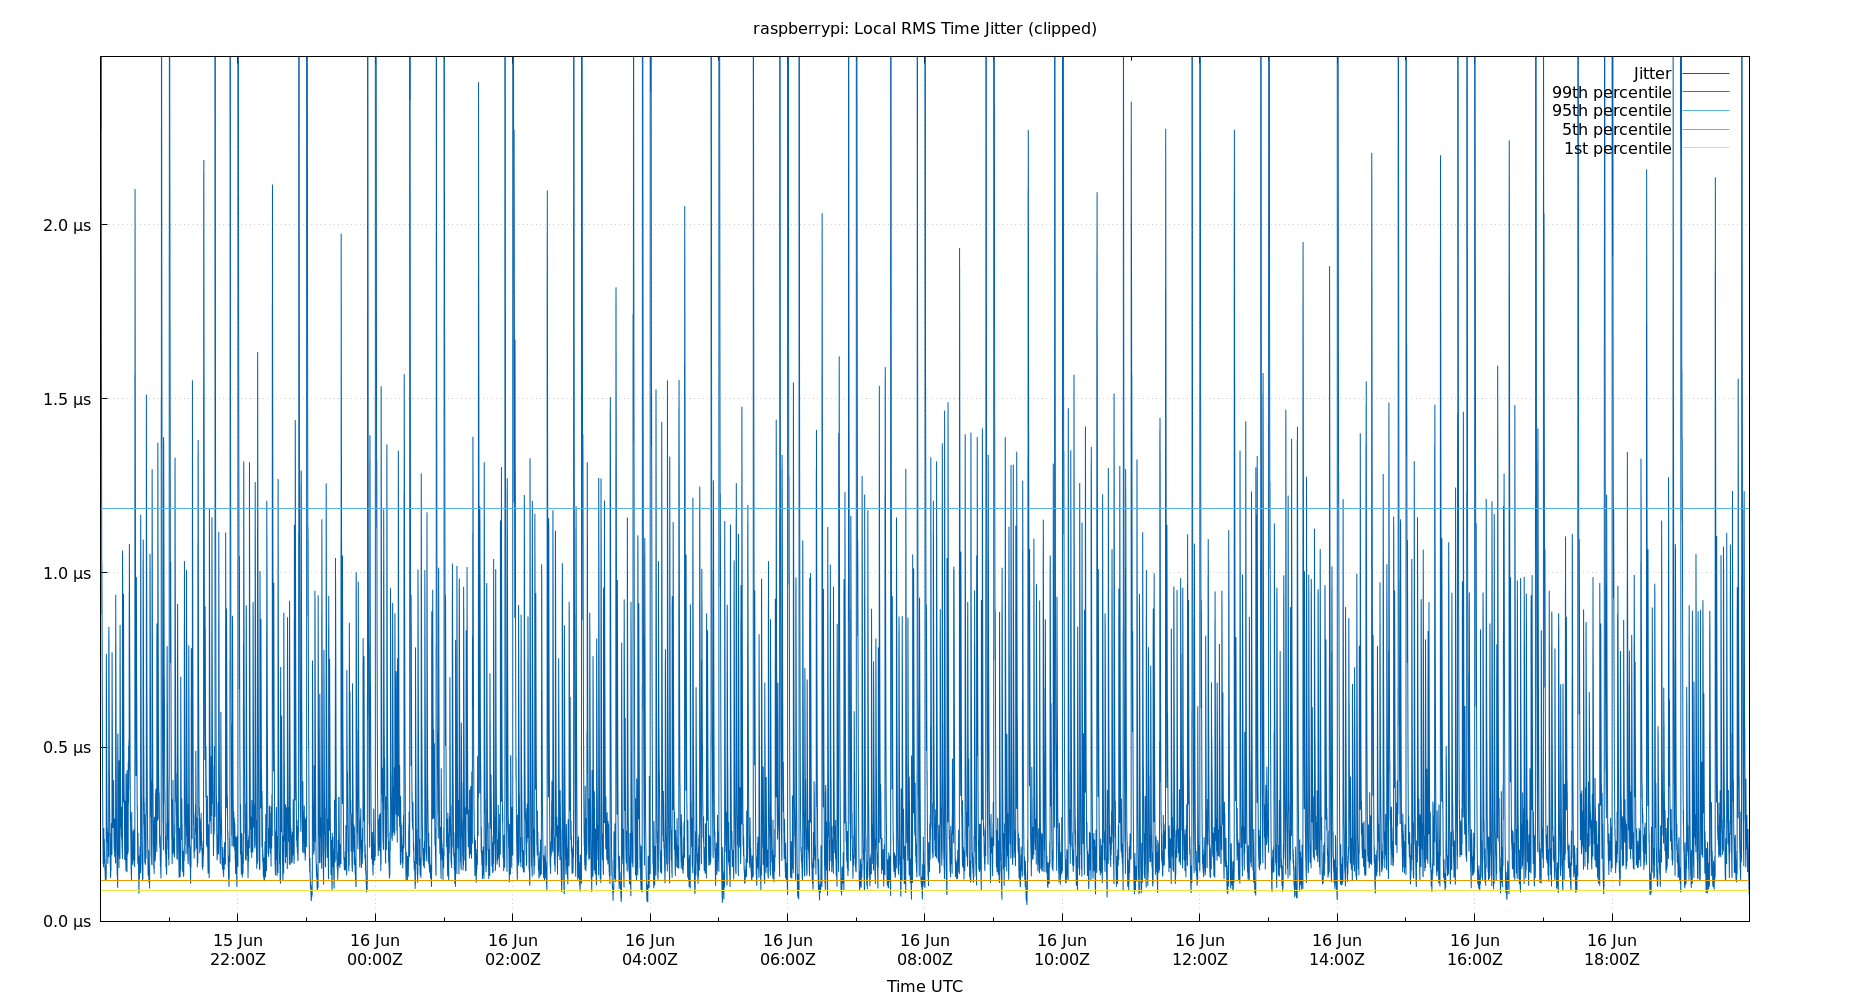 raspberrypi: Local RMS Time Jitter (clipped)
Jitter
99th percentile
95th percentile
5th percentile
1st percentile
2.0 µs
1.5 µs
1.0 µs
0.5 µs
0.0 µs
15 Jun 16 Jun 16 Jun 16 Jun 16 Jun 16 Jun 16 Jun 16 Jun 16 Jun 16 Jun 16 Jun
22:00Z 00:00Z 02:00Z 04:00Z 06:00Z 08:00Z 10:00Z 12:00Z 14:00Z 16:00Z 18:00Z
Time UTC